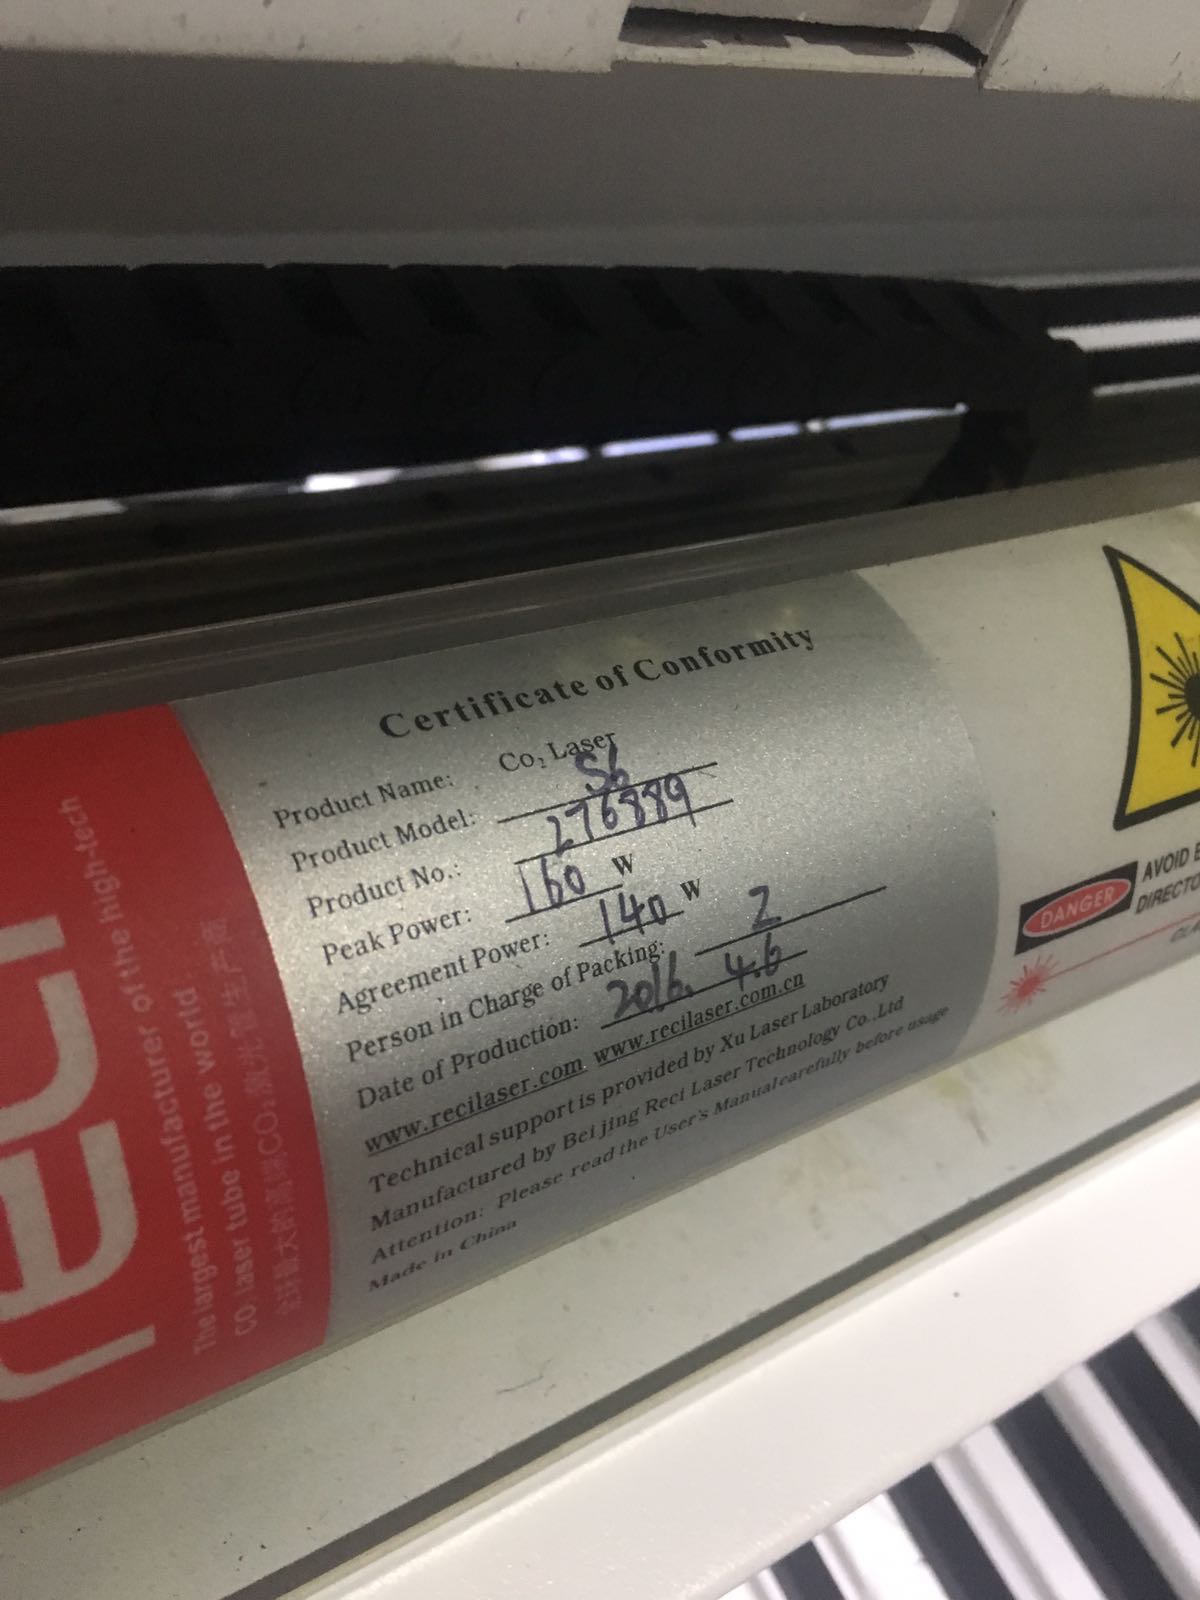 reci
The largest manufacturer of the high-tech
CO₂ laser tube in the world
Certificate of Conformity
Product Name: Co₂ Laser
Product Model: S6
Product No.: 276889
Peak Power: 160 W
Agreement Power: 140 W
Person in Charge of Packing: 2
Date of Production: 2016. 4.6
www.recilaser.com www.recilaser.com.cn
Technical support is provided by Xu Laser Laboratory
Manufactured by Beijing Reci Laser Technology Co.,Ltd
Attention: Please read the User's Manual carefully before usage
Made in China
DANGER
AVOID